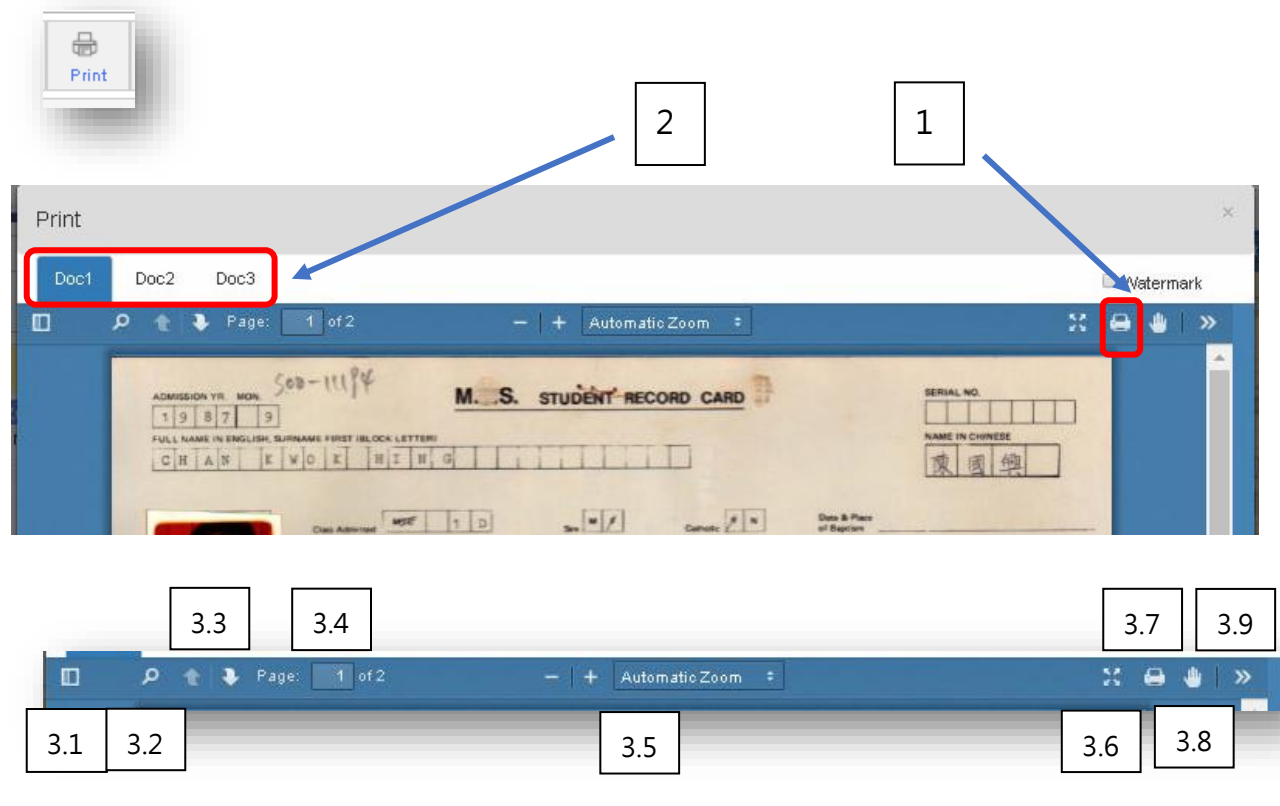 Print
2
1
Print
×
Doc1 Doc2 Doc3
Watermark
Page: 1 of 2
− + Automatic Zoom
»
ADMISSION YR. MON.
M. S. STUDENT RECORD CARD
SERIAL NO.
1 9 8 7 9
FULL NAME IN ENGLISH, SURNAME FIRST (BLOCK LETTER)
NAME IN CHINESE
C H A N K W O K H I N G
陳 國 興
Class Admitted 1 D
Sex M F
Catholic N
Date & Place
of Baptism
3.3 3.4
3.7 3.9
Page: 1 of 2
− + Automatic Zoom
»
3.1 3.2
3.5
3.6 3.8